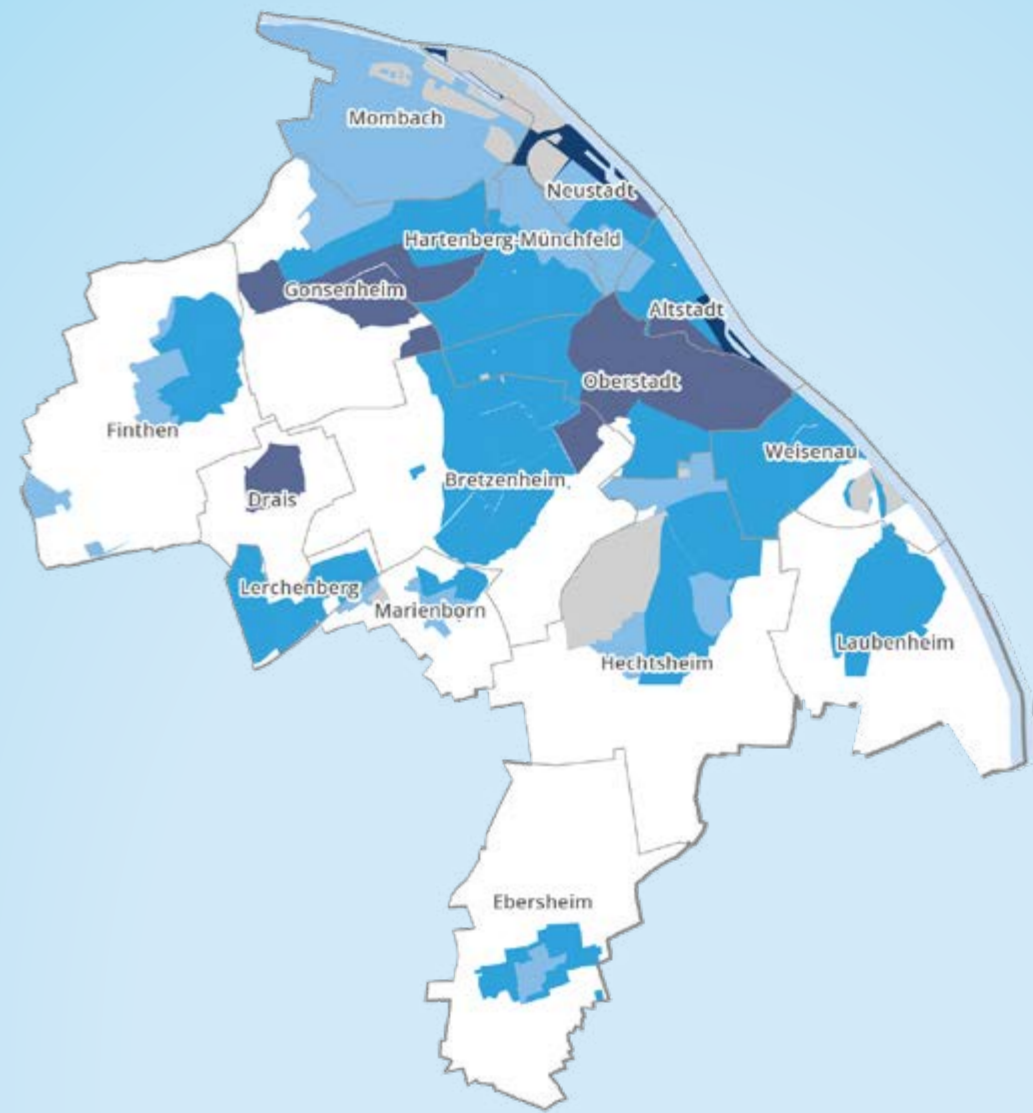 Mombach
Neustadt
Hartenberg-Münchfeld
Gonsenheim
Altstadt
Oberstadt
Finthen
Weisenau
Bretzenheim
Drais
Lerchenberg
Marienborn
Laubenheim
Hechtsheim
Ebersheim